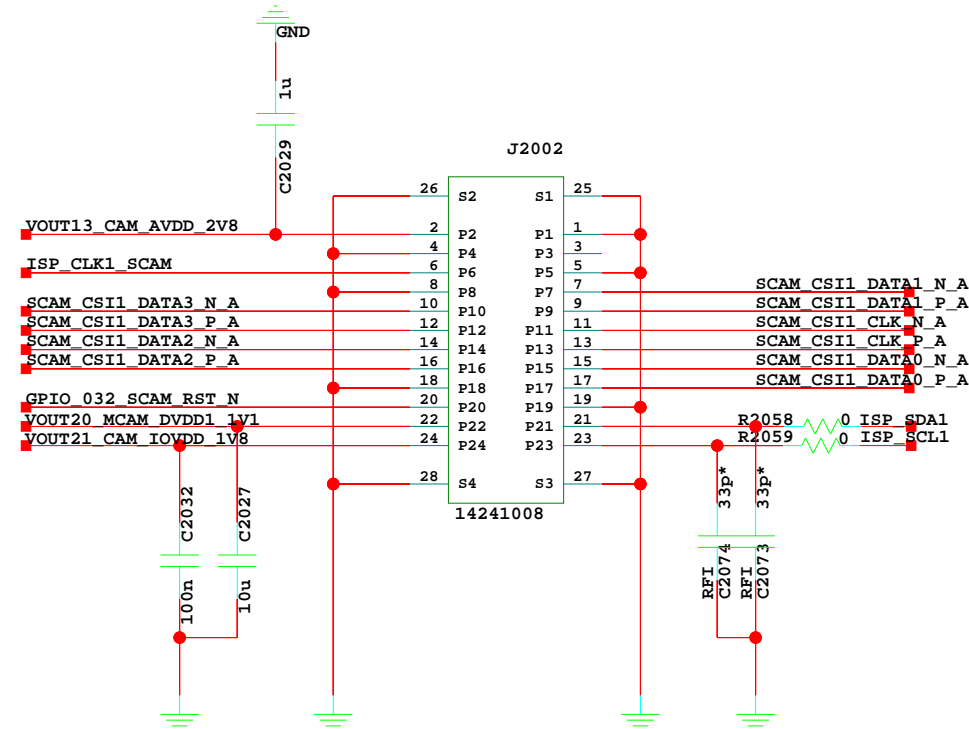 GND
1u
C2029
J2002
26 S2 S1 25
VOUT13_CAM_AVDD_2V8 2 P2 P1 1
4 P4 P3 3
ISP_CLK1_SCAM 6 P6 P5 5
8 P8 P7 7 SCAM_CSI1_DATA1_N_A
SCAM_CSI1_DATA3_N_A 10 P10 P9 9 SCAM_CSI1_DATA1_P_A
SCAM_CSI1_DATA3_P_A 12 P12 P11 11 SCAM_CSI1_CLK_N_A
SCAM_CSI1_DATA2_N_A 14 P14 P13 13 SCAM_CSI1_CLK_P_A
SCAM_CSI1_DATA2_P_A 16 P16 P15 15 SCAM_CSI1_DATA0_N_A
18 P18 P17 17 SCAM_CSI1_DATA0_P_A
GPIO_032_SCAM_RST_N 20 P20 P19 19
VOUT20_MCAM_DVDD1_1V1 22 P22 P21 21 R2058 0 ISP_SDA1
VOUT21_CAM_IOVDD_1V8 24 P24 P23 23 R2059 0 ISP_SCL1
28 S4 S3 27
14241008
C2032
100n
C2027
10u
33p*
RFI
C2074
33p*
RFI
C2073